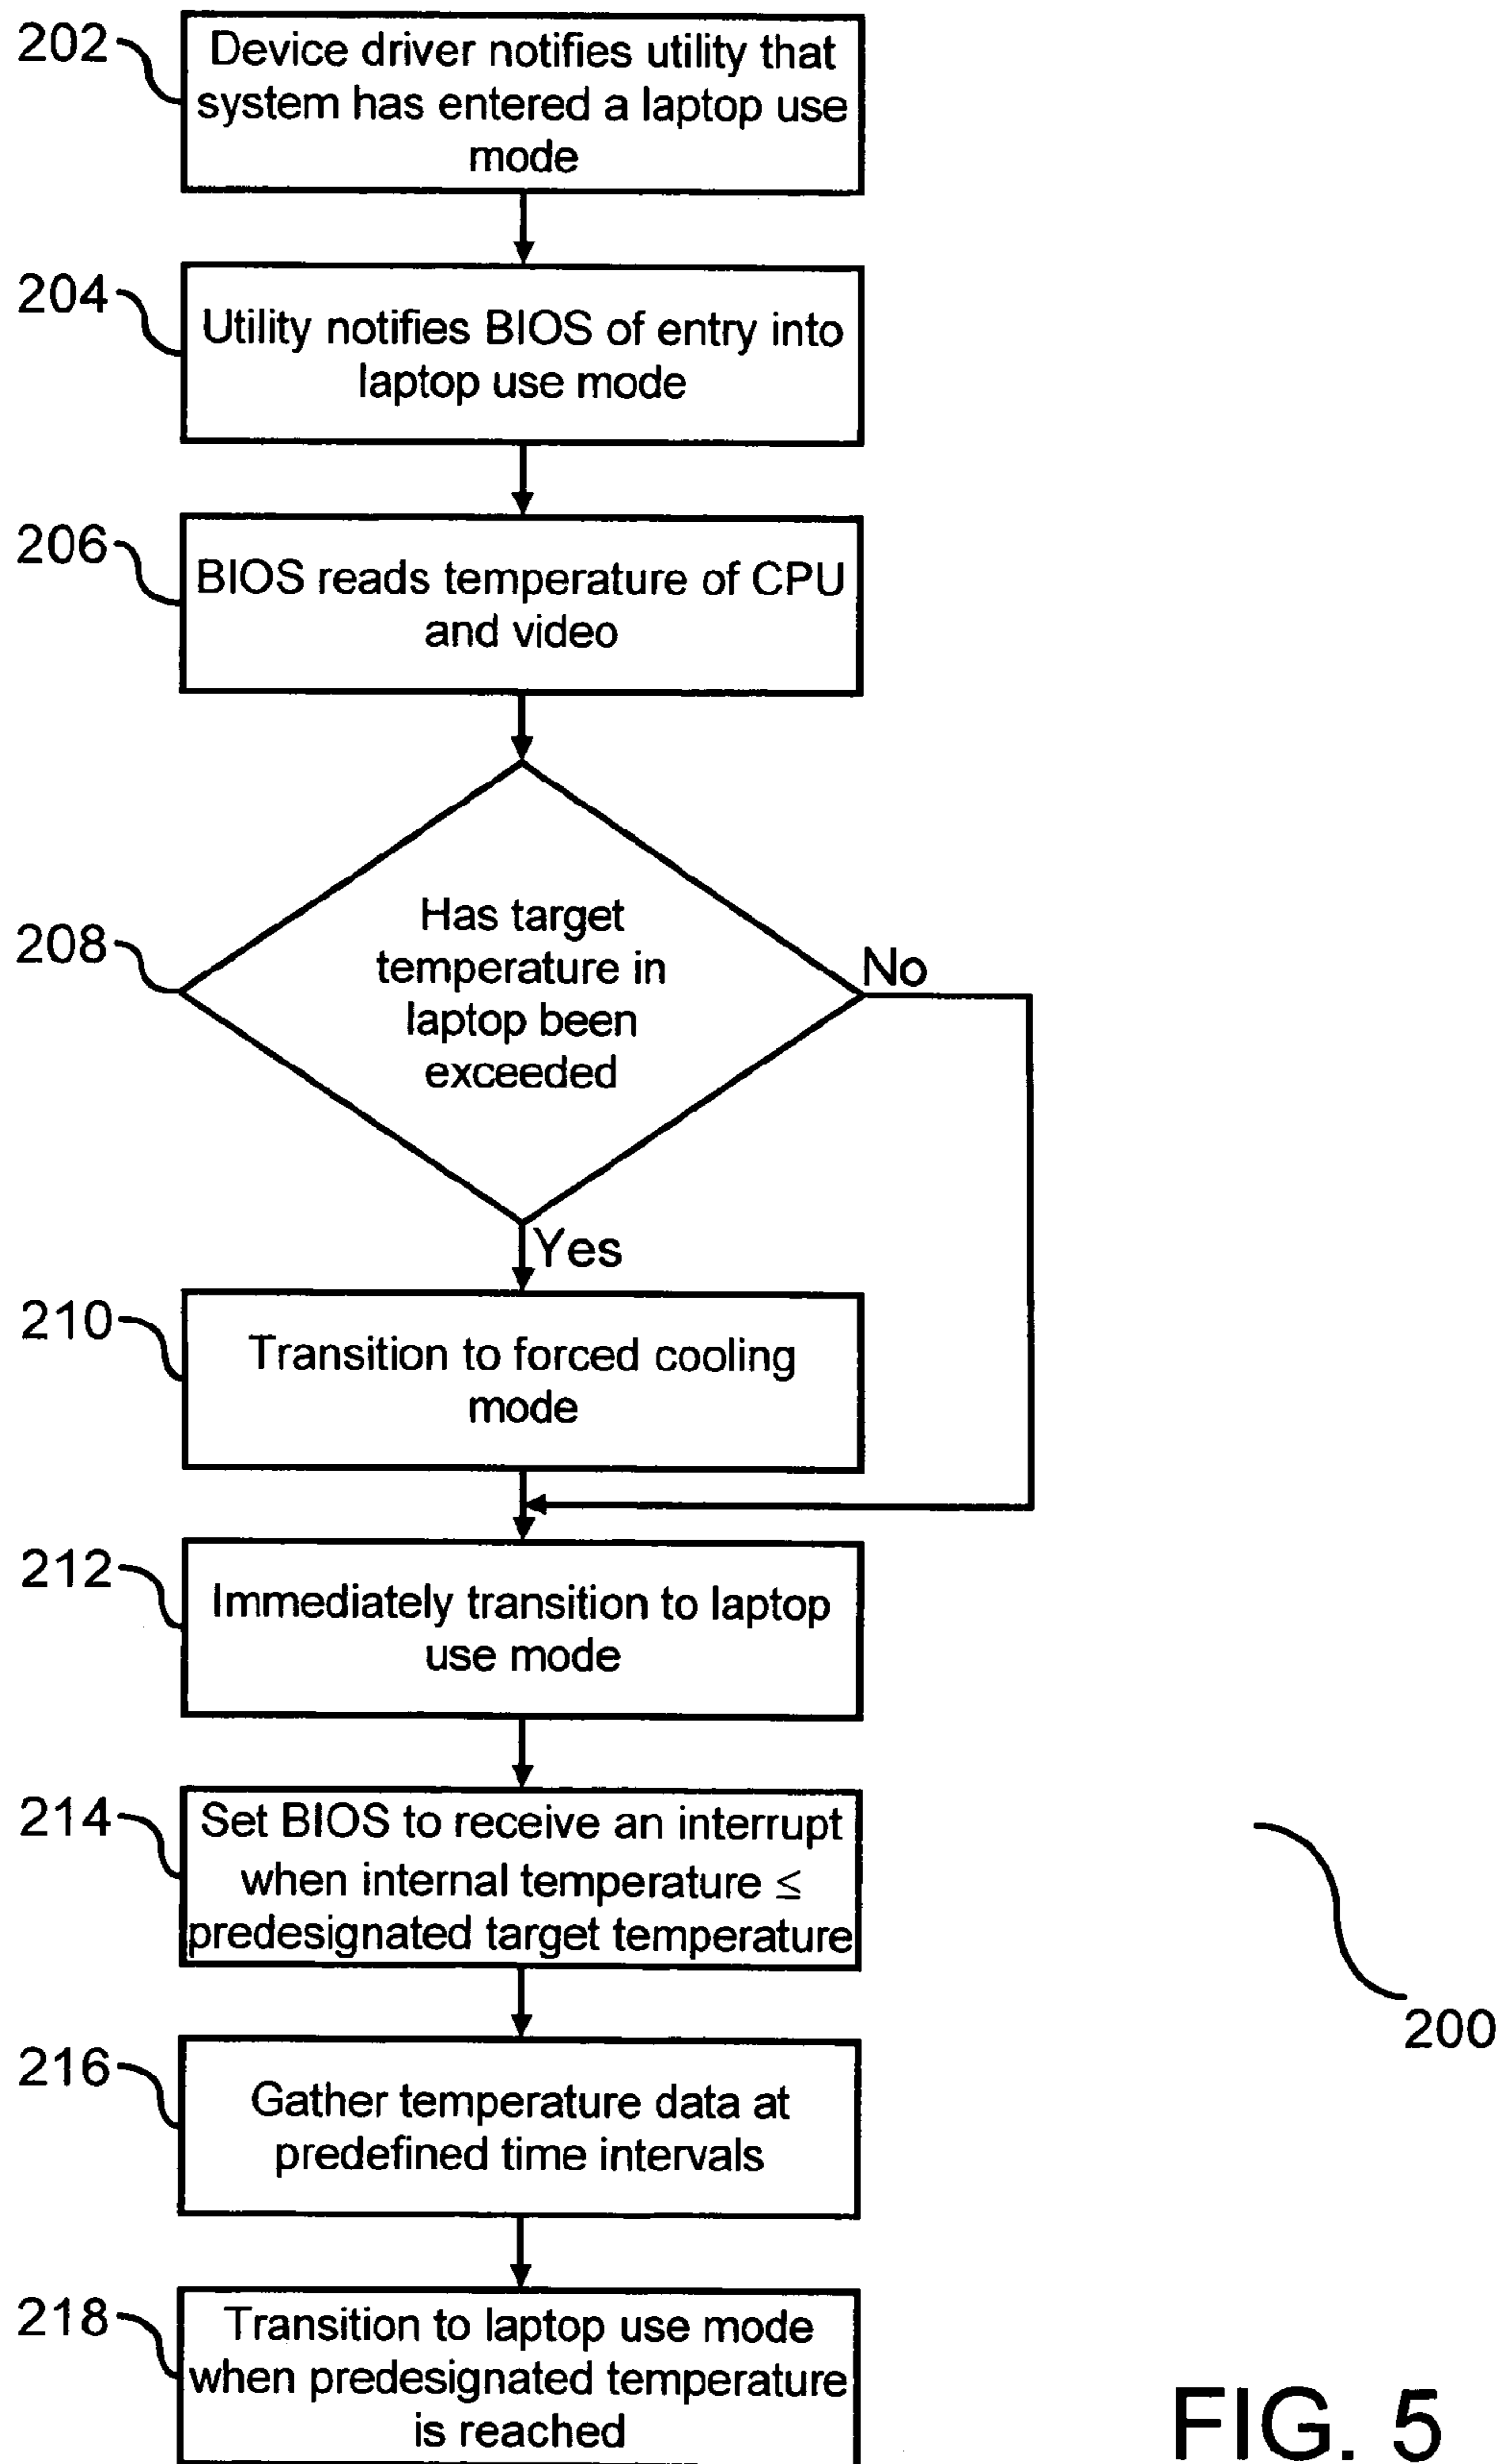 202
Device driver notifies utility that
system has entered a laptop use
mode
204
Utility notifies BIOS of entry into
laptop use mode
206
BIOS reads temperature of CPU
and video
208
Has target
temperature in
laptop been
exceeded
No
Yes
210
Transition to forced cooling
mode
212
Immediately transition to laptop
use mode
214
Set BIOS to receive an interrupt
when internal temperature ≤
predesignated target temperature
216
Gather temperature data at
predefined time intervals
200
218
Transition to laptop use mode
when predesignated temperature
is reached
FIG. 5